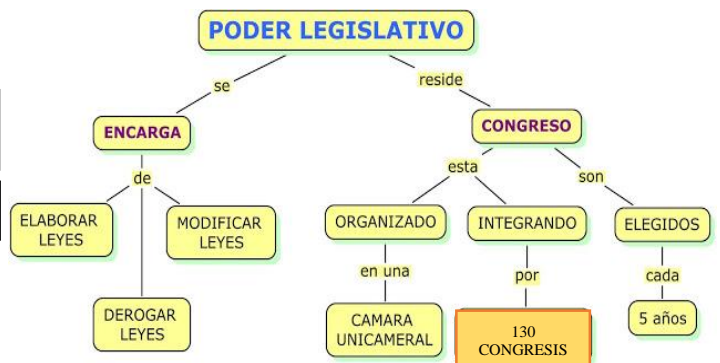 PODER LEGISLATIVO
se
reside
ENCARGA
CONGRESO
de
esta
son
ELABORAR
LEYES
MODIFICAR
LEYES
ORGANIZADO
INTEGRANDO
ELEGIDOS
en una
por
cada
DEROGAR
LEYES
CAMARA
UNICAMERAL
130
CONGRESIS
5 años